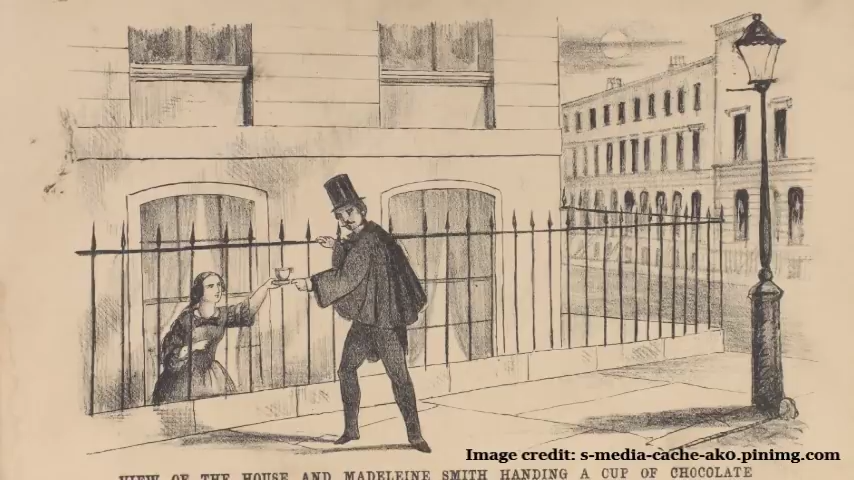 Image credit: s-media-cache-ako.pinimg.com
VIEW OF THE HOUSE AND MADELEINE SMITH HANDING A CUP OF CHOCOLATE